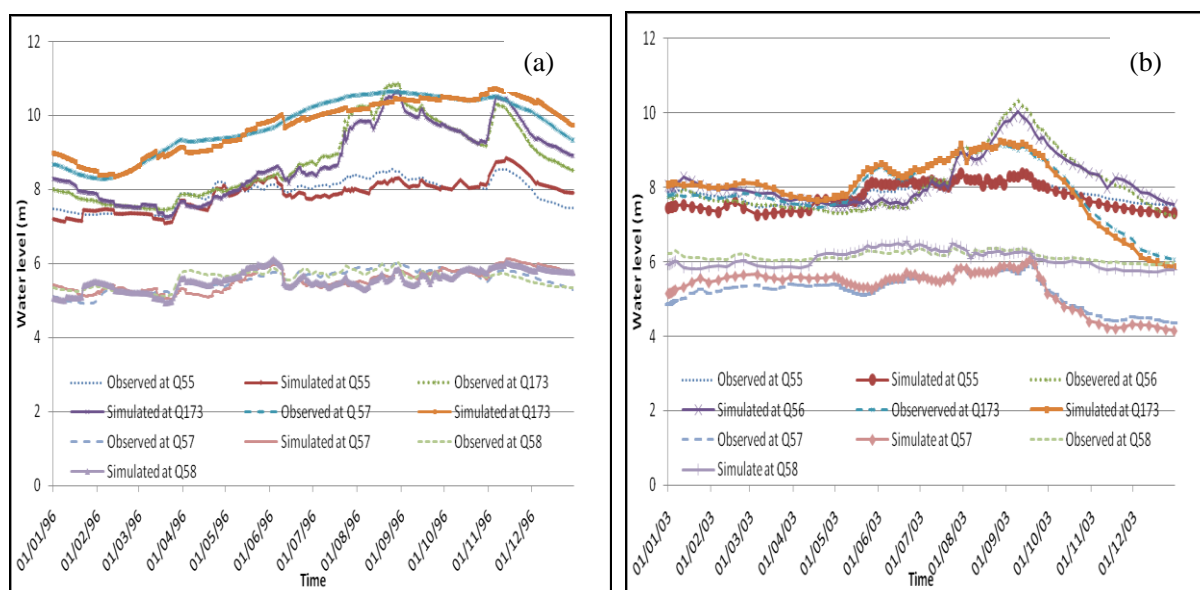 (a)
12
10
8
6
4
2
0
Water level (m)
Observed at Q55
Simulated at Q55
Observed at Q173
Simulated at Q173
Observed at Q57
Simulated at Q173
Observed at Q57
Simulated at Q57
Observed at Q58
Simulated at Q58
01/01/96
01/02/96
01/03/96
01/04/96
01/05/96
01/06/96
01/07/96
01/08/96
01/09/96
01/10/96
01/11/96
01/12/96
Time
(b)
12
10
8
6
4
2
0
Water level (m)
Observed at Q55
Simulated at Q55
Obsevered at Q56
Simulated at Q56
Observerved at Q173
Simulated at Q173
Observed at Q57
Simulate at Q57
Observed at Q58
Simulate at Q58
01/01/03
01/02/03
01/03/03
01/04/03
01/05/03
01/06/03
01/07/03
01/08/03
01/09/03
01/10/03
01/11/03
01/12/03
Time